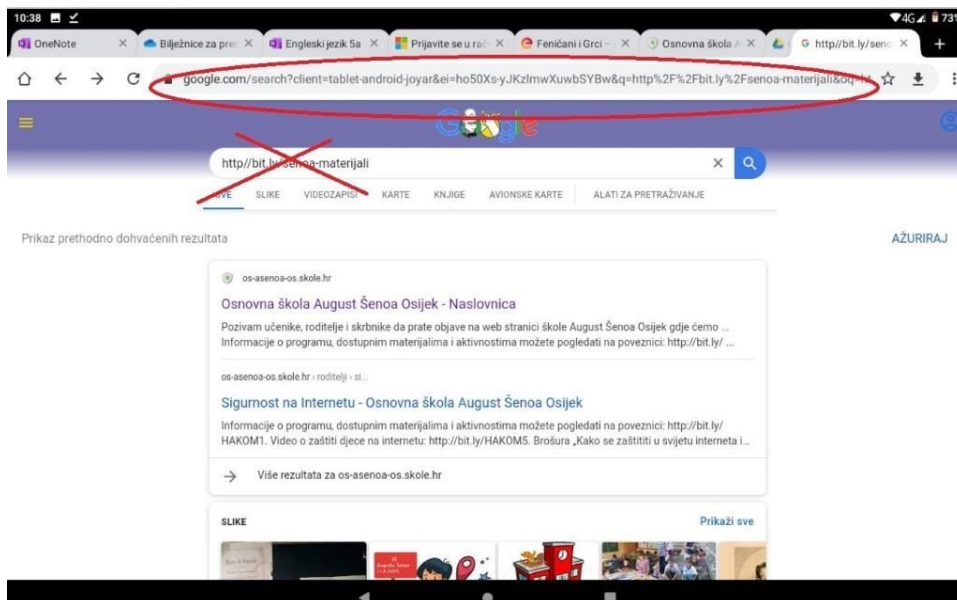 10:38 4G 73%
OneNote Bilježnice za pre Engleski jezik 5a Prijavite se u rač Feničani i Grci – Osnovna škola A http//bit.ly/seno
google.com/search?client=tablet-android-joyar&ei=ho50Xs-yJKzlmwXuwbSYBw&q=http%2F%2Fbit.ly%2Fsenoa-materijali&oq=ht
Google
http//bit.ly/senoa-materijali
SVE SLIKE VIDEOZAPISI KARTE KNJIGE AVIONSKE KARTE ALATI ZA PRETRAŽIVANJE
Prikaz prethodno dohvaćenih rezultata AŽURIRAJ
os-asenoa-os.skole.hr
Osnovna škola August Šenoa Osijek - Naslovnica
Pozivam učenike, roditelje i skrbnike da prate objave na web stranici škole August Šenoa Osijek gdje ćemo ...
Informacije o programu, dostupnim materijalima i aktivnostima možete pogledati na poveznici: http://bit.ly/ ...
os-asenoa-os.skole.hr › roditelji › si...
Sigurnost na Internetu - Osnovna škola August Šenoa Osijek
Informacije o programu, dostupnim materijalima i aktivnostima možete pogledati na poveznici: http://bit.ly/
HAKOM1. Video o zaštiti djece na internetu: http://bit.ly/HAKOM5. Brošura „Kako se zaštititi u svijetu interneta i...
Više rezultata za os-asenoa-os.skole.hr
SLIKE Prikaži sve